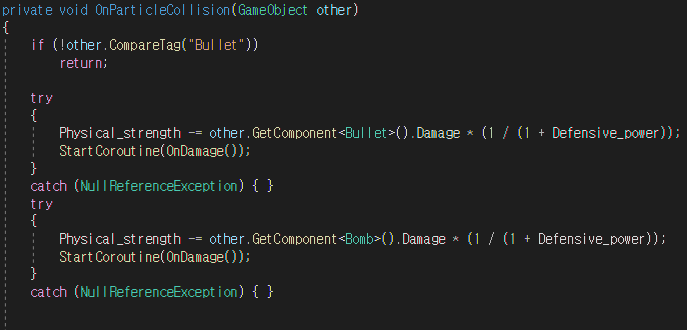 private void OnParticleCollision(GameObject other)
{
if (!other.CompareTag("Bullet"))
return;
try
{
Physical_strength -= other.GetComponent<Bullet>().Damage * (1 / (1 + Defensive_power));
StartCoroutine(OnDamage());
}
catch (NullReferenceException) { }
try
{
Physical_strength -= other.GetComponent<Bomb>().Damage * (1 / (1 + Defensive_power));
StartCoroutine(OnDamage());
}
catch (NullReferenceException) { }